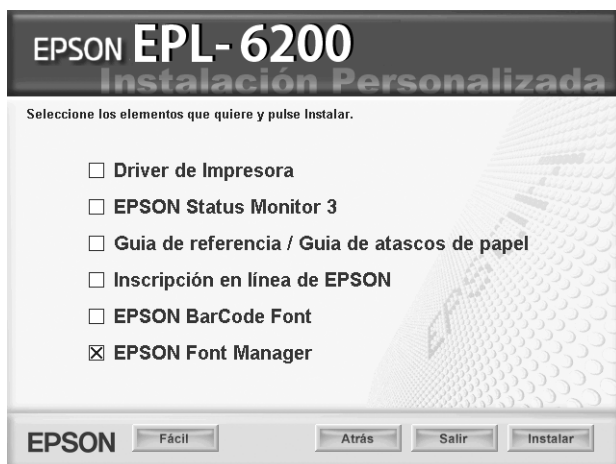 EPSON EPL-6200
Instalación Personalizada
Seleccione los elementos que quiere y pulse Instalar.
Driver de Impresora
EPSON Status Monitor 3
Guia de referencia / Guia de atascos de papel
Inscripción en línea de EPSON
EPSON BarCode Font
EPSON Font Manager
EPSON
EPSON Fácil Atrás Salir Instalar